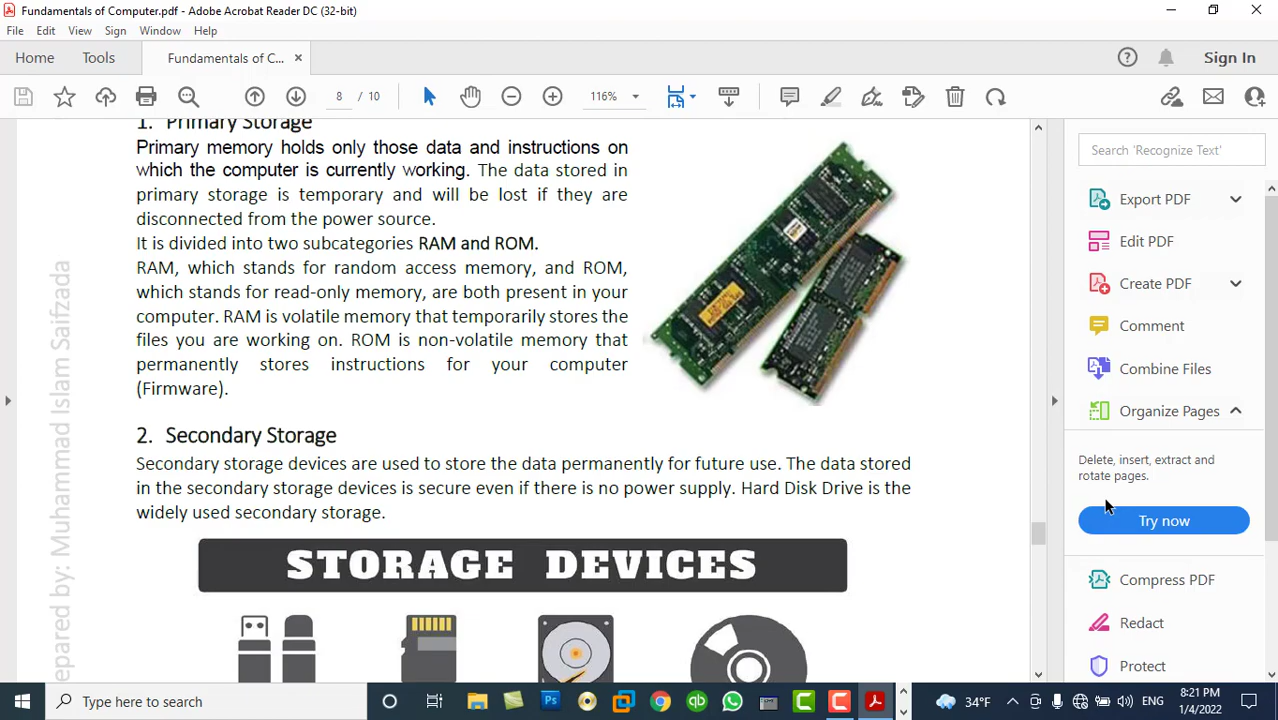 Fundamentals of Computer.pdf - Adobe Acrobat Reader DC (32-bit)
File Edit View Sign Window Help
Home Tools Fundamentals of C... ×
Sign In
8 / 10
116%
1. Primary Storage
Primary memory holds only those data and instructions on
which the computer is currently working. The data stored in
primary storage is temporary and will be lost if they are
disconnected from the power source.
It is divided into two subcategories RAM and ROM.
RAM, which stands for random access memory, and ROM,
which stands for read-only memory, are both present in your
computer. RAM is volatile memory that temporarily stores the
files you are working on. ROM is non-volatile memory that
permanently stores instructions for your computer
(Firmware).
2. Secondary Storage
Secondary storage devices are used to store the data permanently for future use. The data stored
in the secondary storage devices is secure even if there is no power supply. Hard Disk Drive is the
widely used secondary storage.
STORAGE DEVICES
epared by: Muhammad Islam Saifzada
Search 'Recognize Text'
Export PDF
Edit PDF
Create PDF
Comment
Combine Files
Organize Pages
Delete, insert, extract and
rotate pages.
Try now
Compress PDF
Redact
Protect
Type here to search
34°F
ENG
8:21 PM
1/4/2022